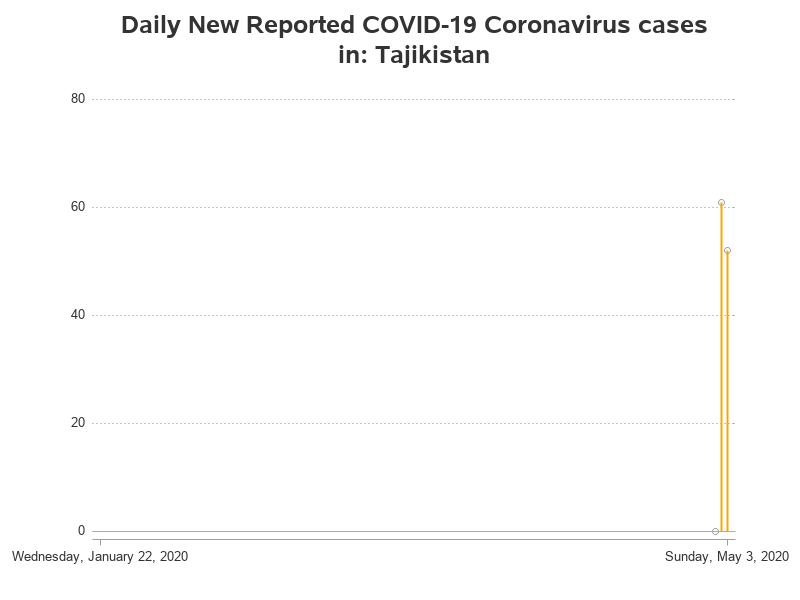 Daily New Reported COVID-19 Coronavirus cases
in: Tajikistan
80
60
40
20
0
Wednesday, January 22, 2020
Sunday, May 3, 2020